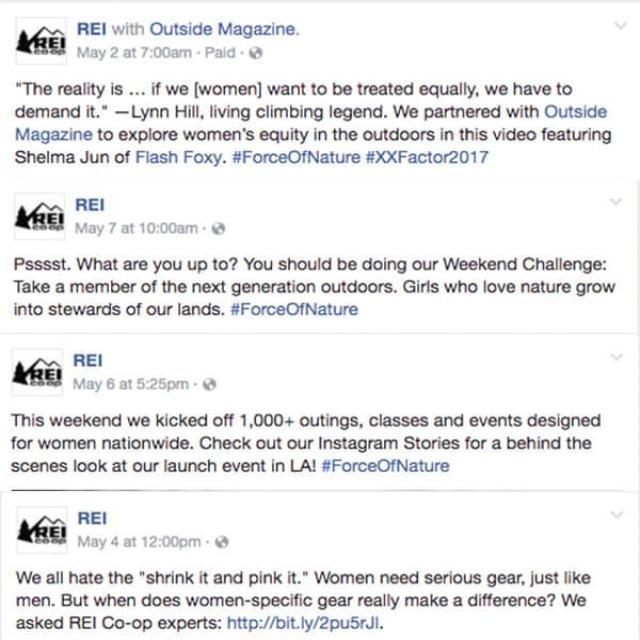 REI
co·op
REI with Outside Magazine.
May 2 at 7:00am · Paid ·
"The reality is ... if we [women] want to be treated equally, we have to
demand it." —Lynn Hill, living climbing legend. We partnered with Outside
Magazine to explore women's equity in the outdoors in this video featuring
Shelma Jun of Flash Foxy. #ForceOfNature #XXFactor2017
REI
co·op
REI
May 7 at 10:00am ·
Psssst. What are you up to? You should be doing our Weekend Challenge:
Take a member of the next generation outdoors. Girls who love nature grow
into stewards of our lands. #ForceOfNature
REI
co·op
REI
May 6 at 5:25pm ·
This weekend we kicked off 1,000+ outings, classes and events designed
for women nationwide. Check out our Instagram Stories for a behind the
scenes look at our launch event in LA! #ForceOfNature
REI
co·op
REI
May 4 at 12:00pm ·
We all hate the "shrink it and pink it." Women need serious gear, just like
men. But when does women-specific gear really make a difference? We
asked REI Co-op experts: http://bit.ly/2pu5rJl.